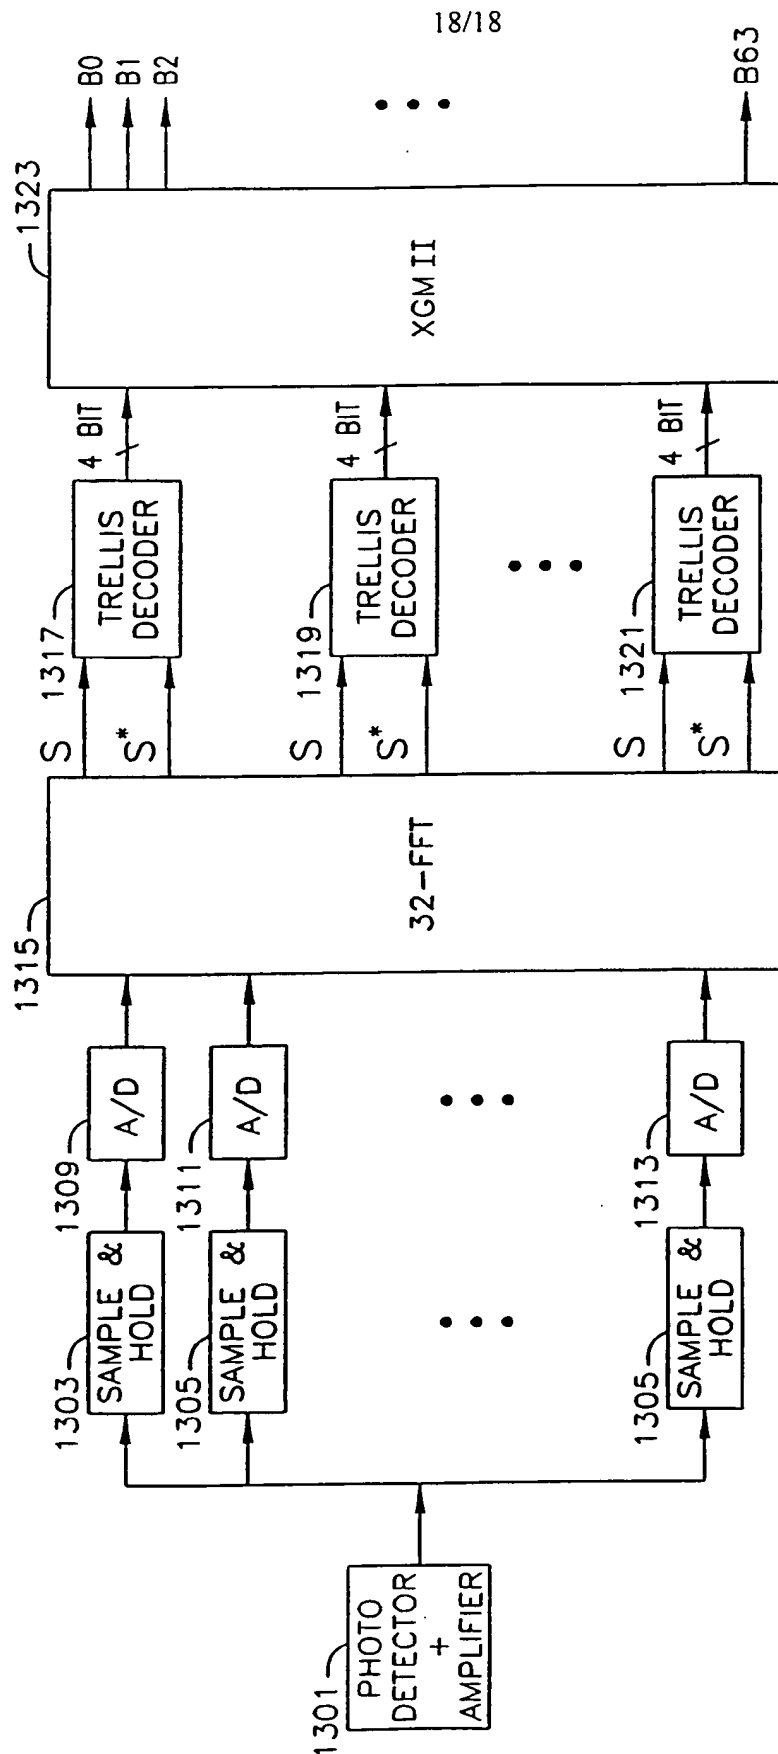 18/18
1301
PHOTO
DETECTOR
+
AMPLIFIER
1303
SAMPLE &
HOLD
1305
SAMPLE &
HOLD
1305
SAMPLE &
HOLD
1309
A/D
1311
A/D
1313
A/D
1315
32-FFT
S
S*
S
S*
S
S*
1317
TRELLIS
DECODER
1319
TRELLIS
DECODER
1321
TRELLIS
DECODER
4 BIT
4 BIT
4 BIT
1323
XGM II
B0
B1
B2
B63